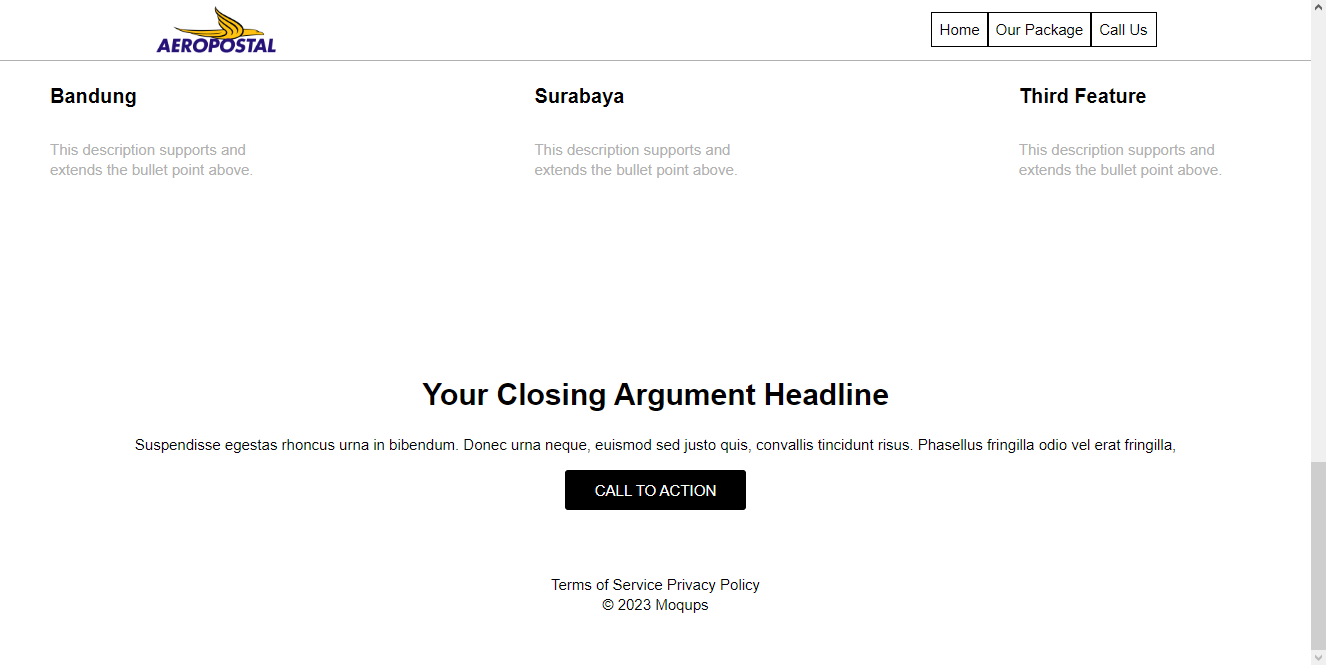 AEROPOSTAL
Home Our Package Call Us
Bandung
This description supports and
extends the bullet point above.
Surabaya
This description supports and
extends the bullet point above.
Third Feature
This description supports and
extends the bullet point above.
Your Closing Argument Headline
Suspendisse egestas rhoncus urna in bibendum. Donec urna neque, euismod sed justo quis, convallis tincidunt risus. Phasellus fringilla odio vel erat fringilla,
CALL TO ACTION
Terms of Service Privacy Policy
© 2023 Moqups